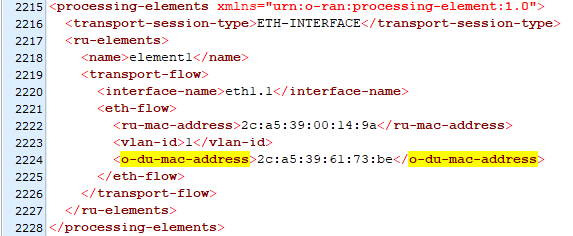 2215 <processing-elements xmlns="urn:o-ran:processing-element:1.0">
2216 <transport-session-type>ETH-INTERFACE</transport-session-type>
2217 <ru-elements>
2218 <name>element1</name>
2219 <transport-flow>
2220 <interface-name>eth1.1</interface-name>
2221 <eth-flow>
2222 <ru-mac-address>2c:a5:39:00:14:9a</ru-mac-address>
2223 <vlan-id>1</vlan-id>
2224 <o-du-mac-address>2c:a5:39:61:73:be</o-du-mac-address>
2225 </eth-flow>
2226 </transport-flow>
2227 </ru-elements>
2228 </processing-elements>